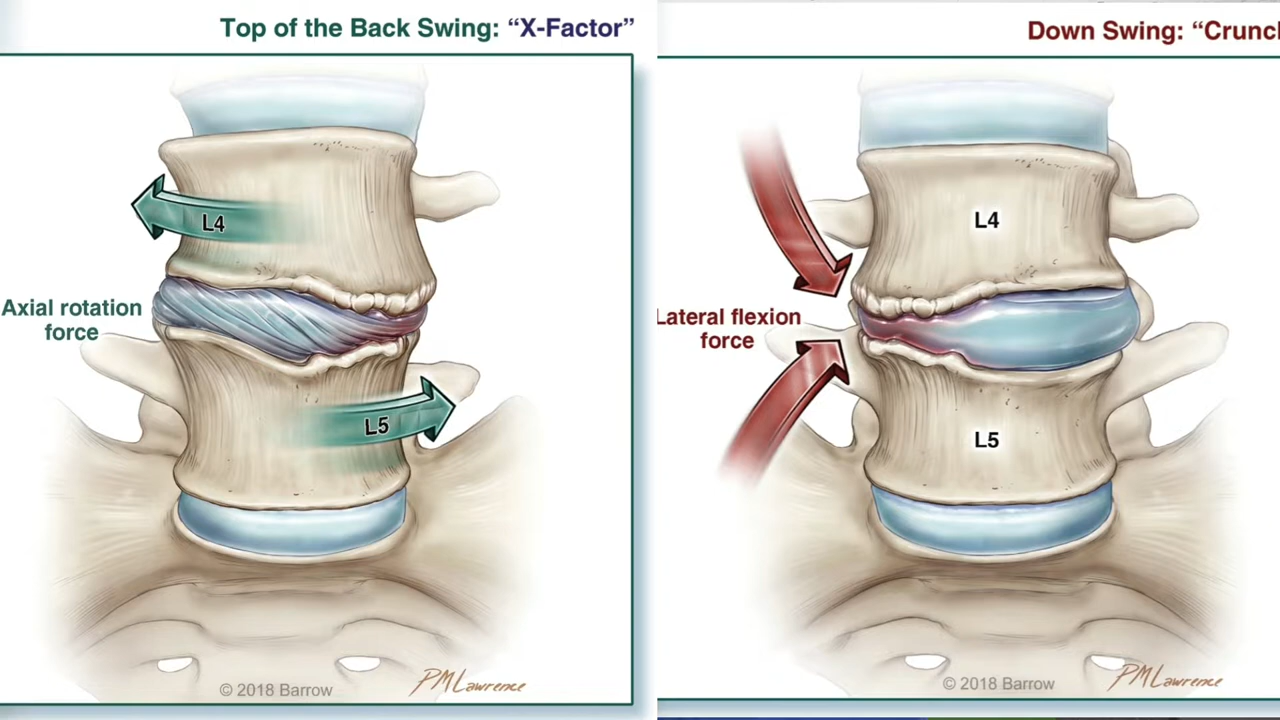 Top of the Back Swing: “X-Factor”
L4
Axial rotation
force
L5
© 2018 Barrow
PMLawrence
Down Swing: “Crunc
L4
Lateral flexion
force
L5
© 2018 Barrow
PMLawrence